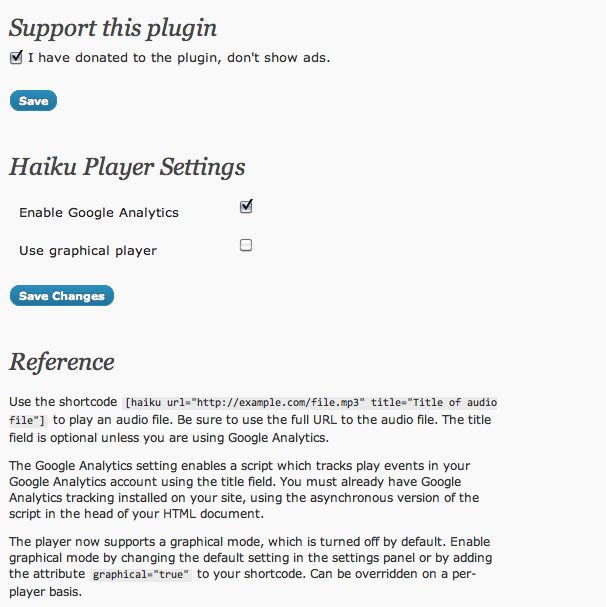 Support this plugin
I have donated to the plugin, don't show ads.
Save
Haiku Player Settings
Enable Google Analytics
Use graphical player
Save Changes
Reference
Use the shortcode [haiku url="http://example.com/file.mp3" title="Title of audio
file"] to play an audio file. Be sure to use the full URL to the audio file. The title
field is optional unless you are using Google Analytics.
The Google Analytics setting enables a script which tracks play events in your
Google Analytics account using the title field. You must already have Google
Analytics tracking installed on your site, using the asynchronous version of the
script in the head of your HTML document.
The player now supports a graphical mode, which is turned off by default. Enable
graphical mode by changing the default setting in the settings panel or by adding
the attribute graphical="true" to your shortcode. Can be overridden on a per-
player basis.